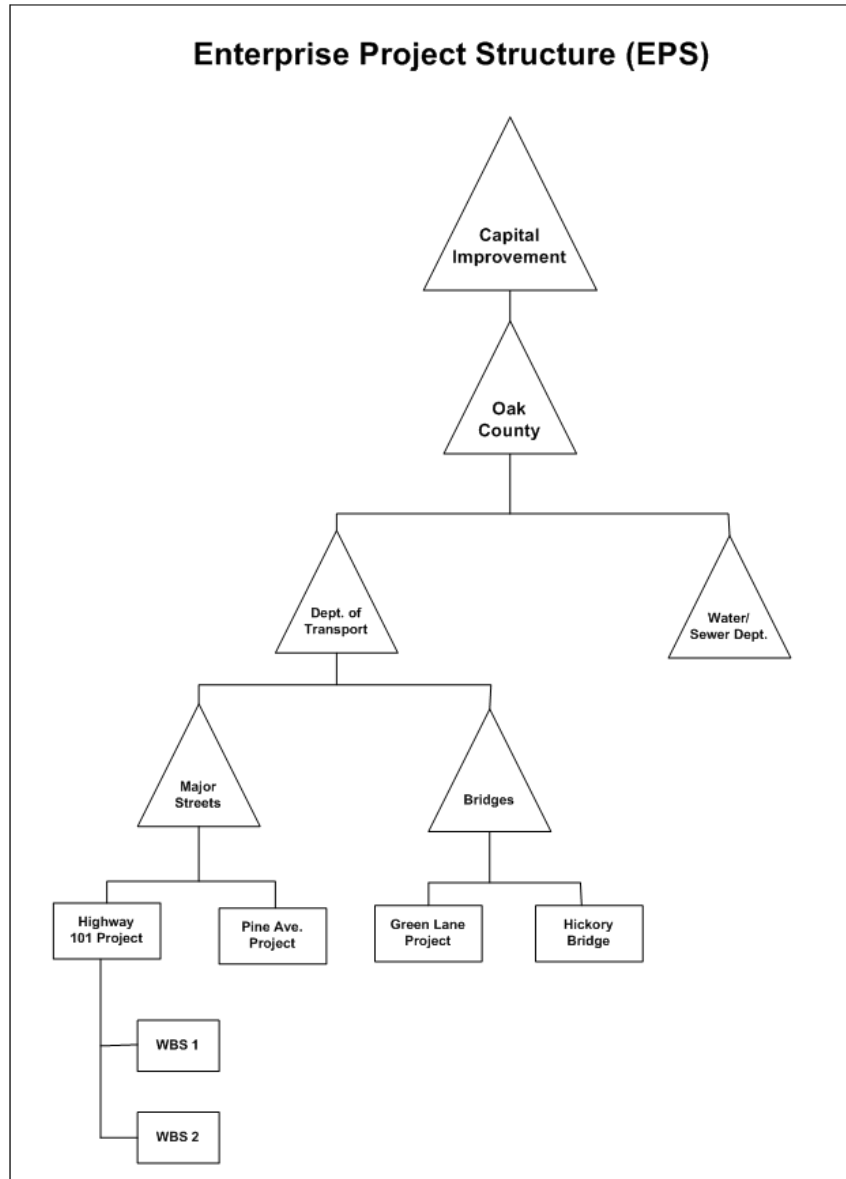 Enterprise Project Structure (EPS)
Capital
Improvement
Oak
County
Dept. of
Transport
Water/
Sewer Dept.
Major
Streets
Bridges
Highway
101 Project
Pine Ave.
Project
Green Lane
Project
Hickory
Bridge
WBS 1
WBS 2